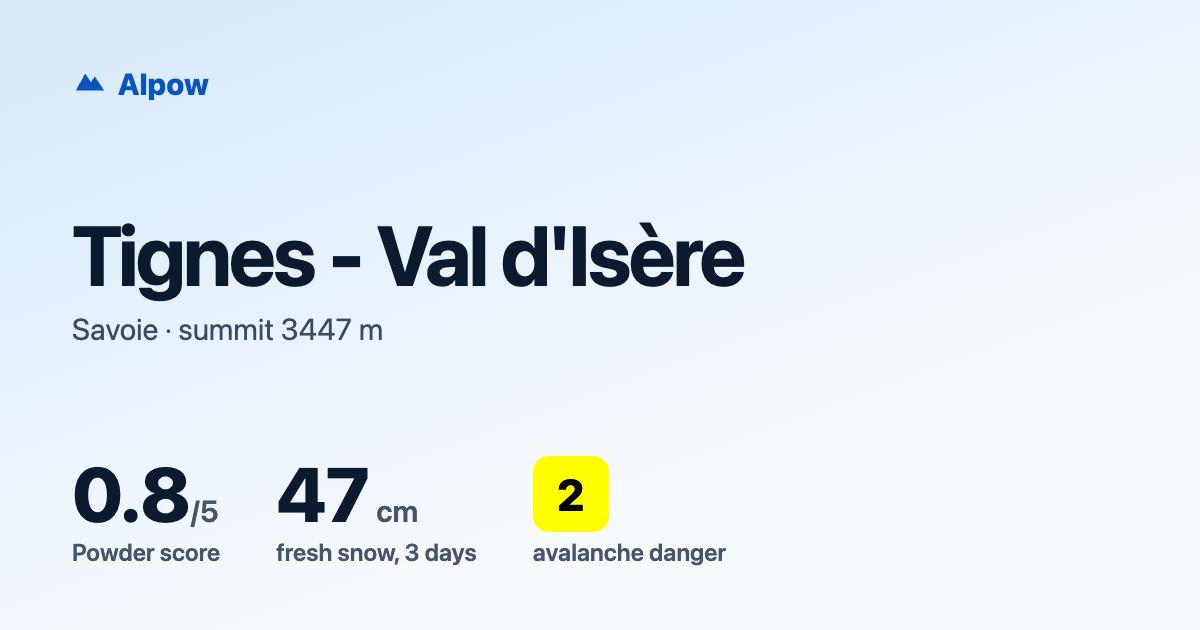 Alpow
Tignes - Val d'Isère
Savoie · summit 3447 m
0.8/5
Powder score
47 cm
fresh snow, 3 days
2
avalanche danger